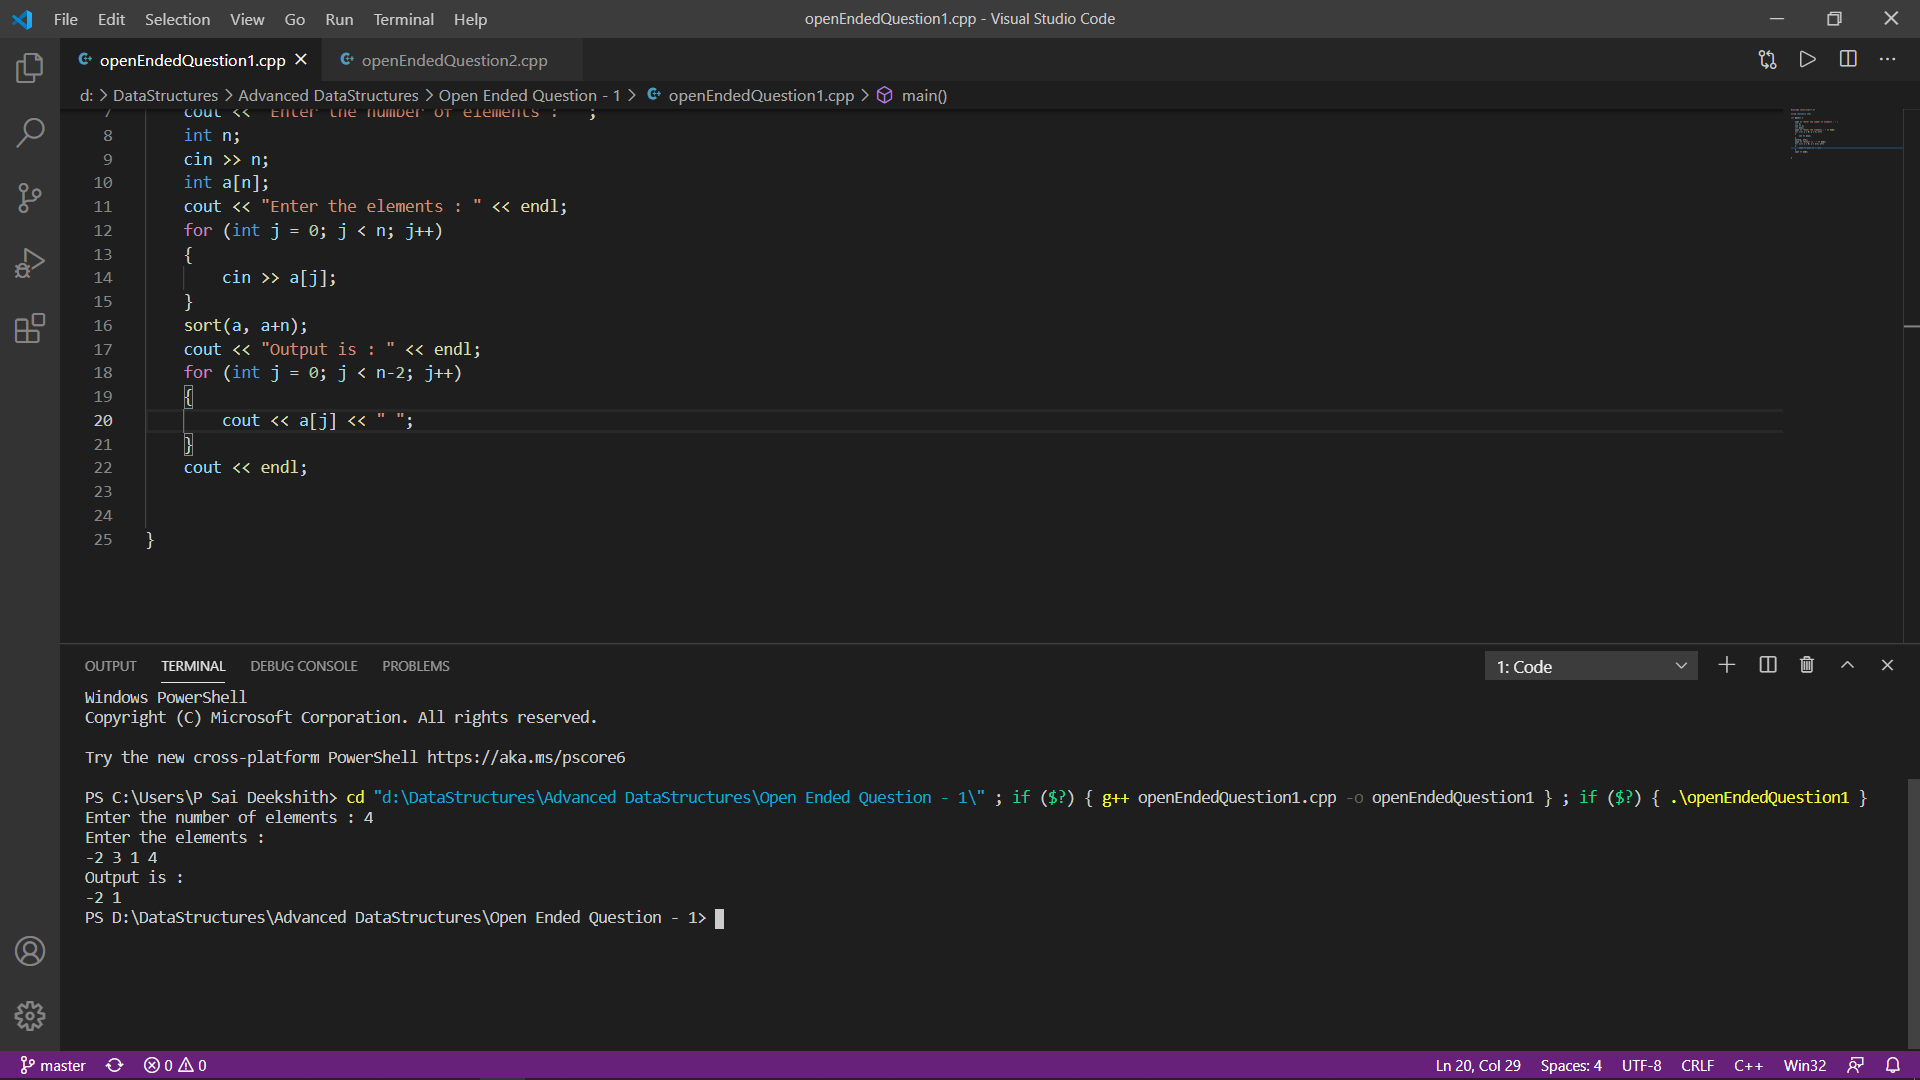 File Edit Selection View Go Run Terminal Help openEndedQuestion1.cpp - Visual Studio Code
openEndedQuestion1.cpp openEndedQuestion2.cpp
d: > DataStructures > Advanced DataStructures > Open Ended Question - 1 > openEndedQuestion1.cpp > main()
7 cout << "Enter the number of elements : " ;
8 int n;
9 cin >> n;
10 int a[n];
11 cout << "Enter the elements : " << endl;
12 for (int j = 0; j < n; j++)
13 {
14 cin >> a[j];
15 }
16 sort(a, a+n);
17 cout << "Output is : " << endl;
18 for (int j = 0; j < n-2; j++)
19 {
20 cout << a[j] << " ";
21 }
22 cout << endl;
23
24
25 }
OUTPUT TERMINAL DEBUG CONSOLE PROBLEMS 1: Code
Windows PowerShell
Copyright (C) Microsoft Corporation. All rights reserved.
Try the new cross-platform PowerShell https://aka.ms/pscore6
PS C:\Users\P Sai Deekshith> cd "d:\DataStructures\Advanced DataStructures\Open Ended Question - 1\" ; if ($?) { g++ openEndedQuestion1.cpp -o openEndedQuestion1 } ; if ($?) { .\openEndedQuestion1 }
Enter the number of elements : 4
Enter the elements :
-2 3 1 4
Output is :
-2 1
PS D:\DataStructures\Advanced DataStructures\Open Ended Question - 1>
master 0 0 Ln 20, Col 29 Spaces: 4 UTF-8 CRLF C++ Win32